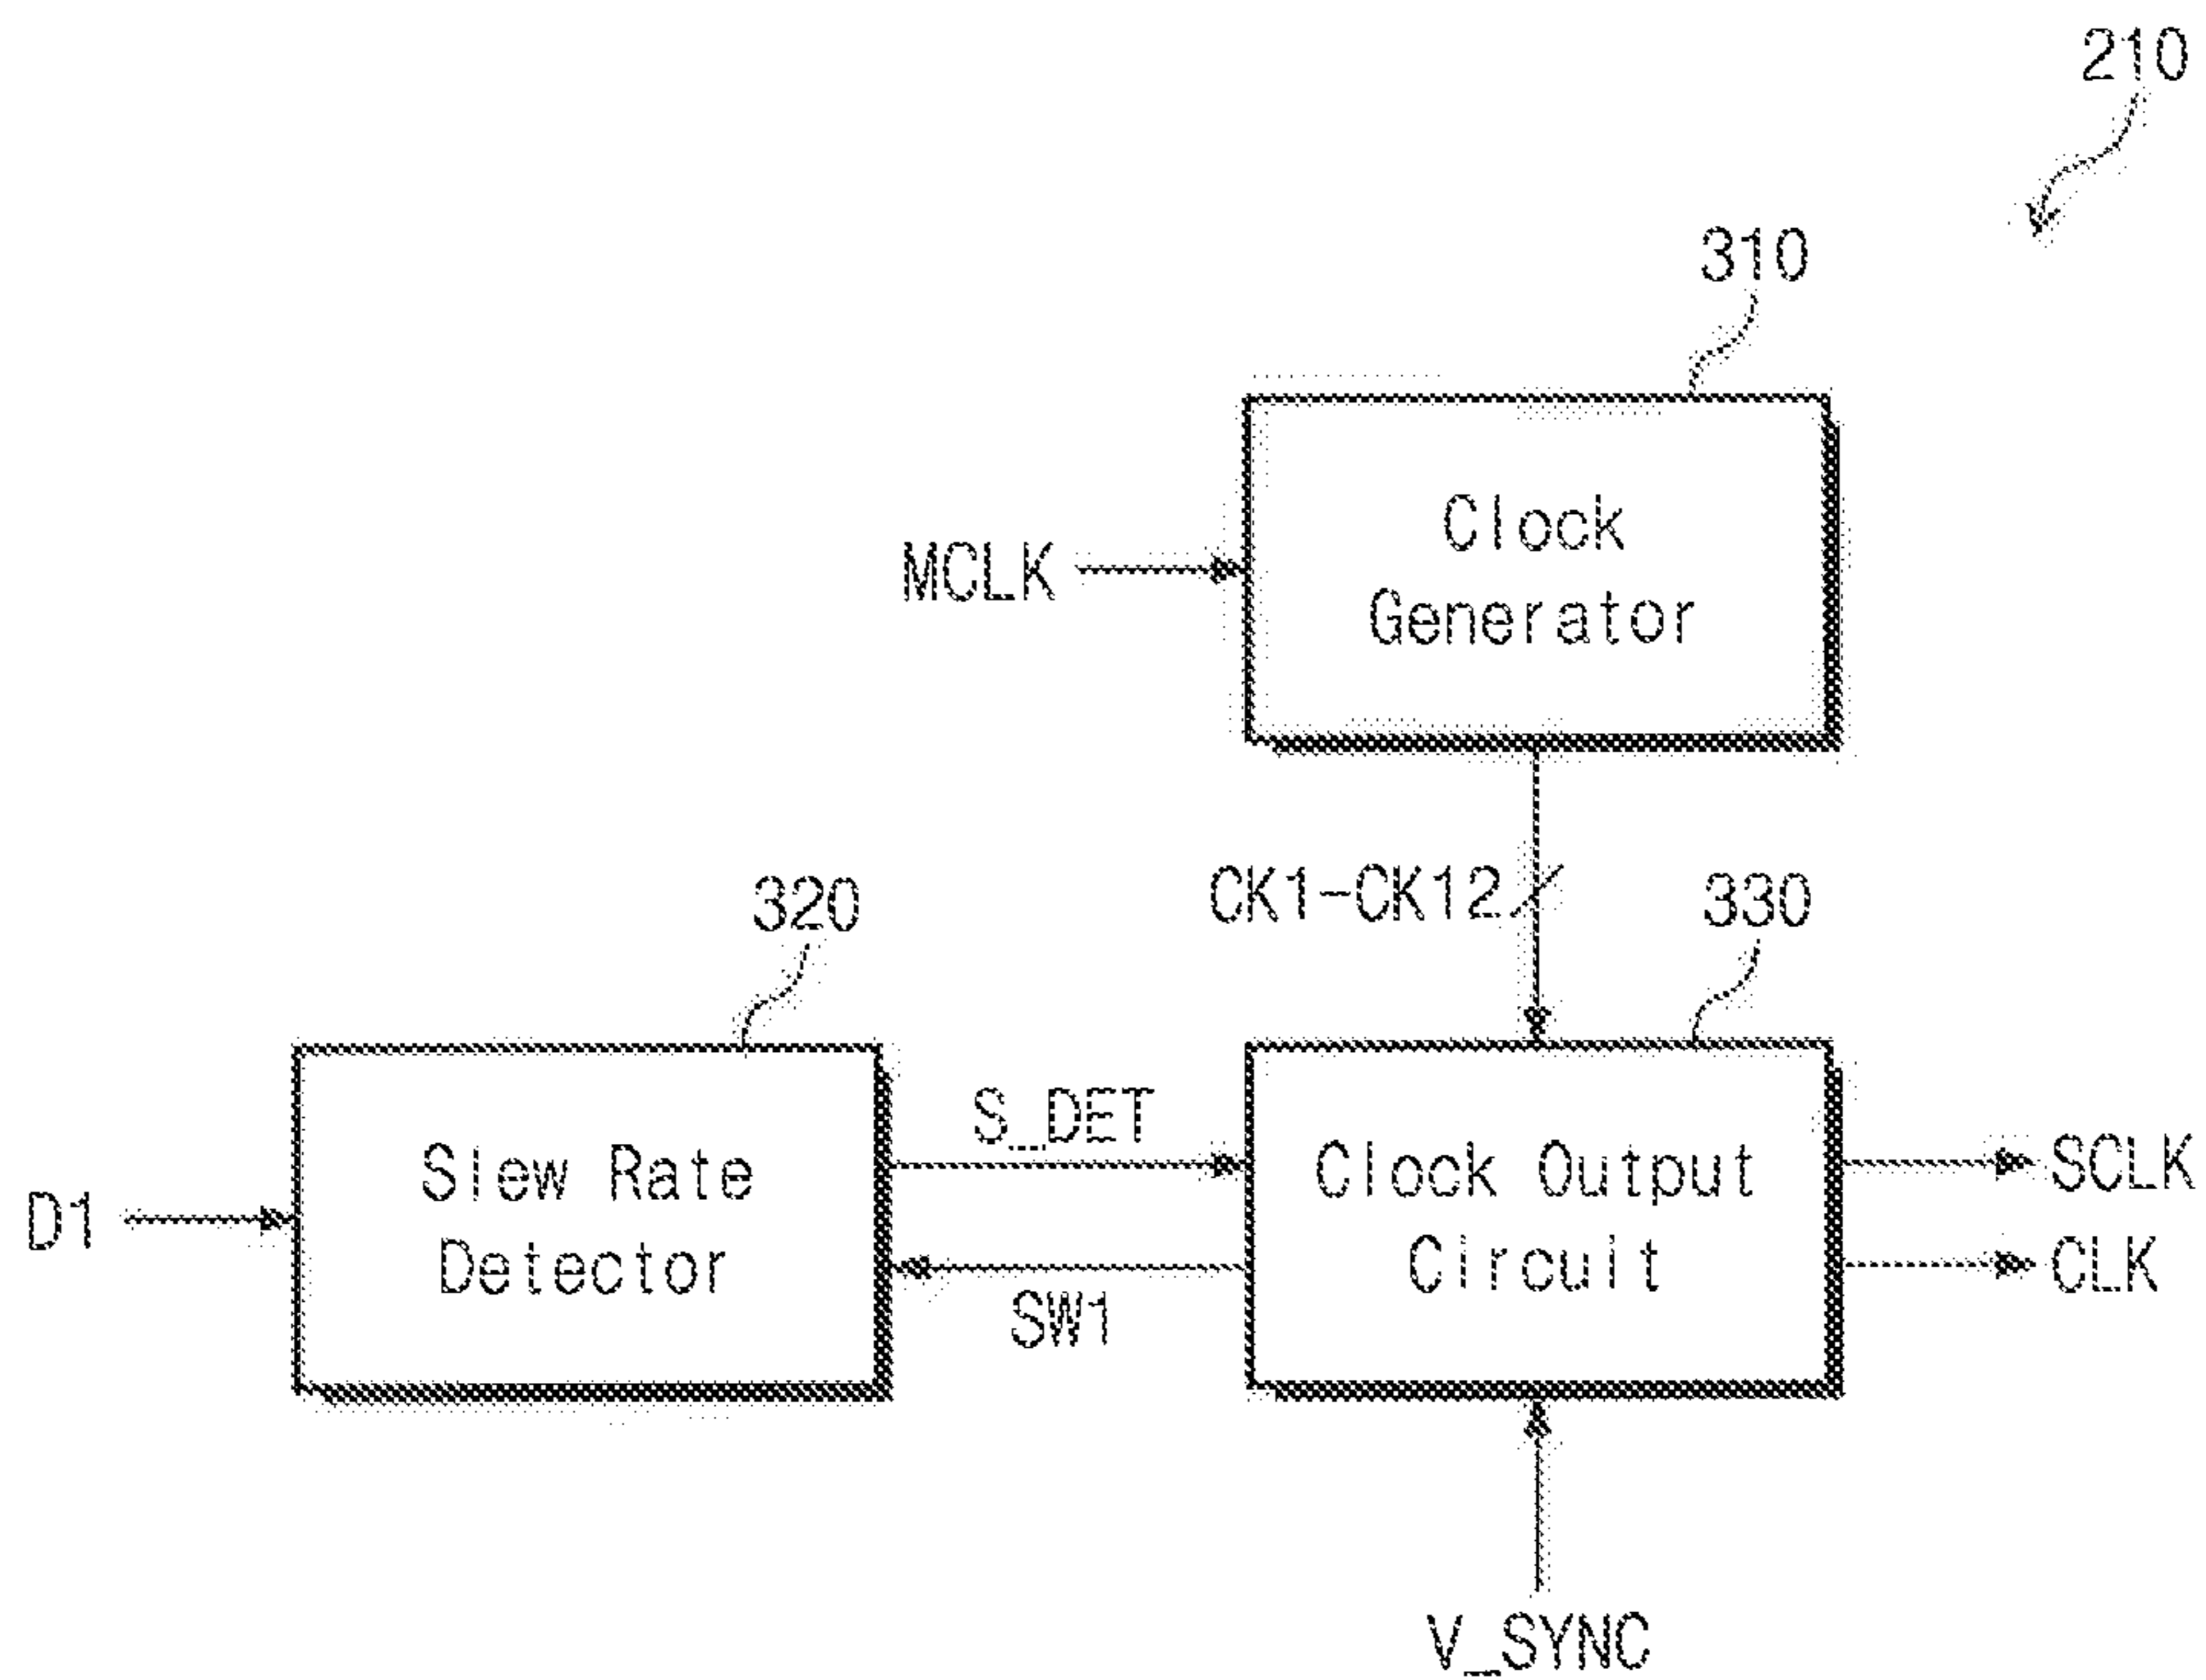 210
310
Clock
Generator
MCLK
CK1-CK12
320
330
S_DET
Slew Rate
Detector
D1
SW1
Clock Output
Circuit
SCLK
CLK
V_SYNC